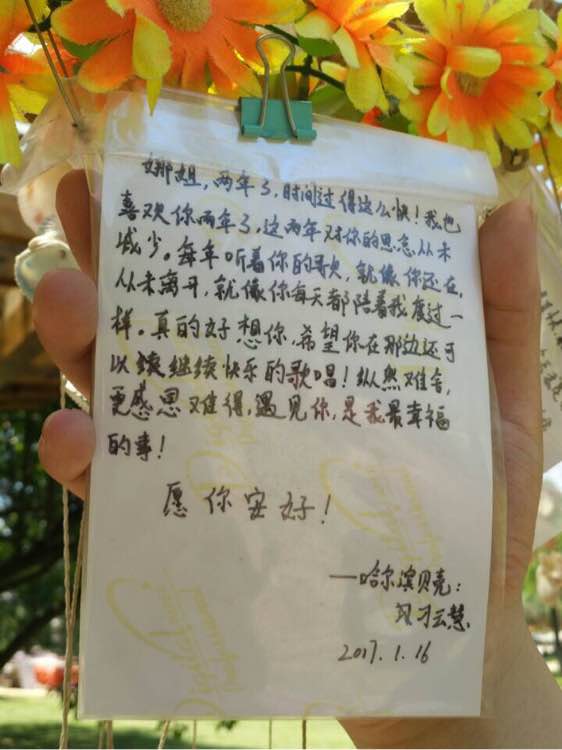 娜姐，两年了，时间过得这么快！我也
喜欢你两年了，这两年对你的思念从未
减少。每年听着你的歌，就像你还在，
从未离开，就像你每天都陪着我度过一
样。真的好想你，希望你在那边还可
以继续快乐的歌唱！纵然难舍，
更感恩难得，遇见你，是我最幸福
的事！
愿你安好！
——哈尔滨贝壳：
刁云慧
2017.1.16